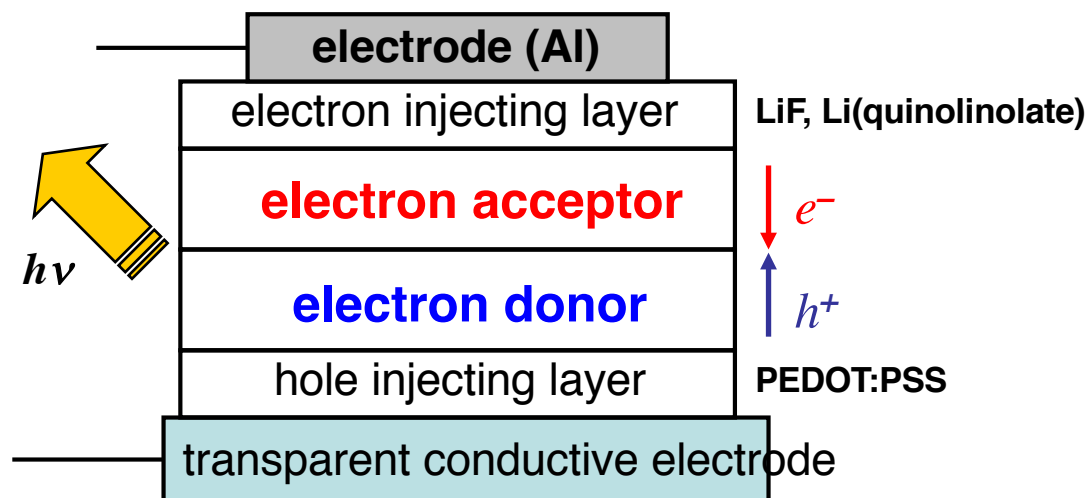 electrode (Al)
electron injecting layer
LiF, Li(quinolinolate)
electron acceptor
e⁻
hν
electron donor
h⁺
hole injecting layer
PEDOT:PSS
transparent conductive electrode